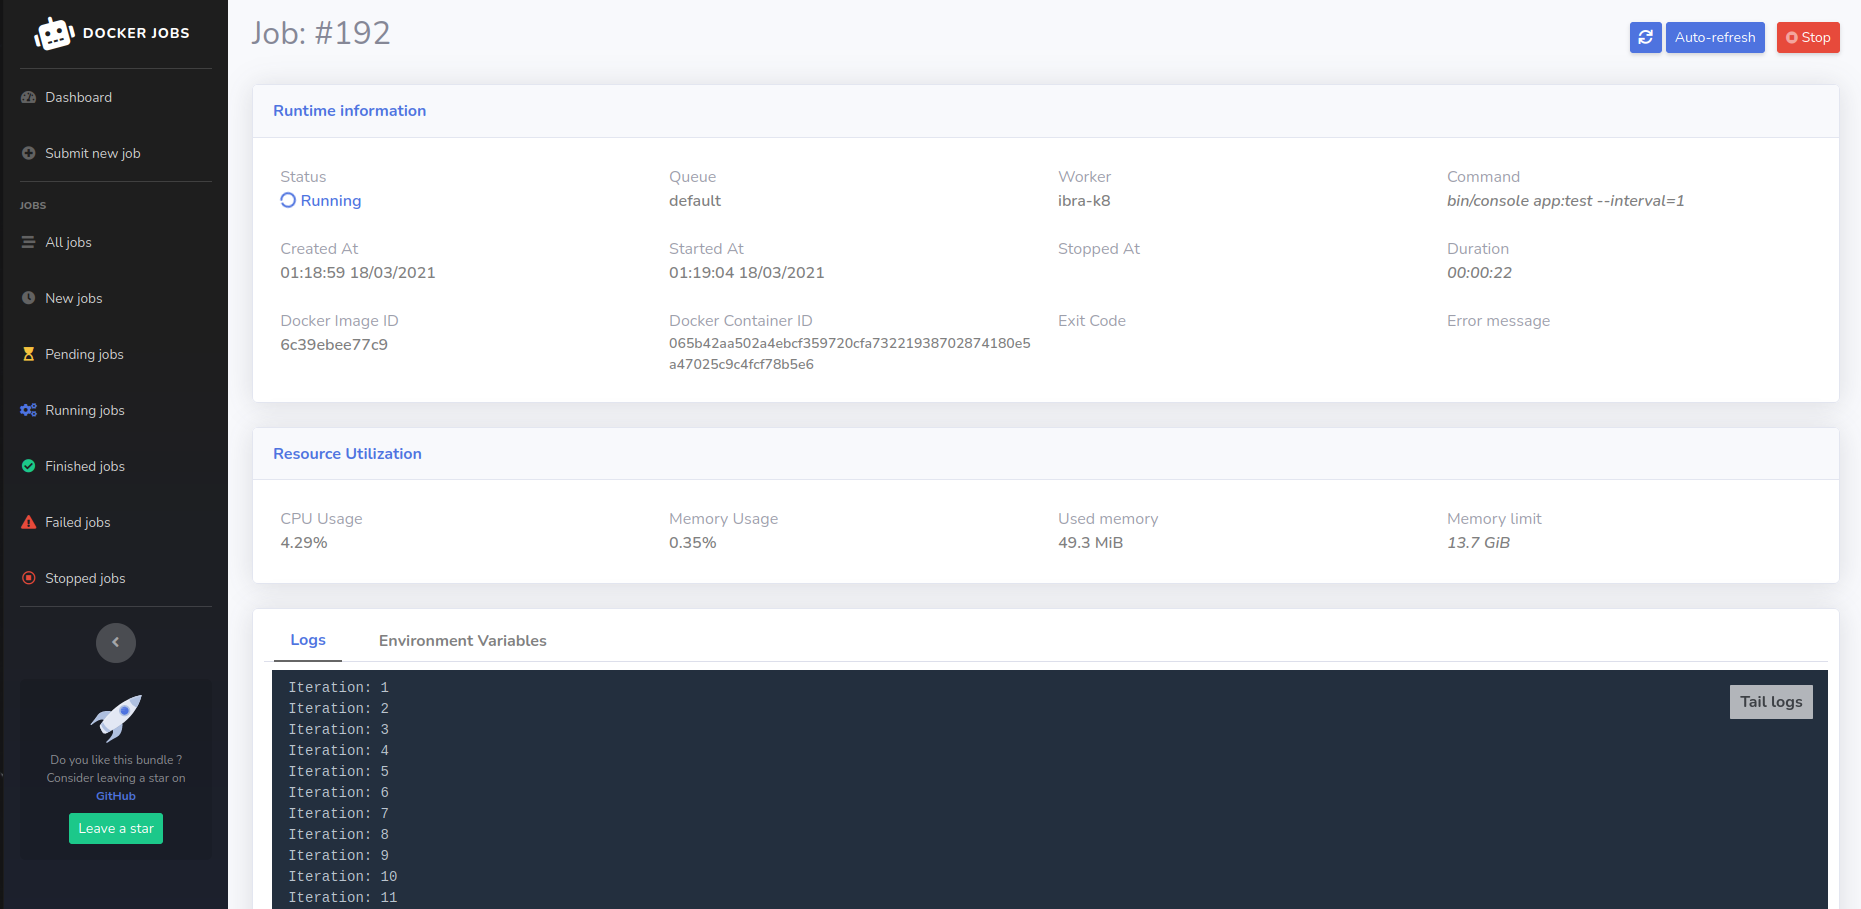 DOCKER JOBS
Dashboard
Submit new job
JOBS
All jobs
New jobs
Pending jobs
Running jobs
Finished jobs
Failed jobs
Stopped jobs
Do you like this bundle ?
Consider leaving a star on
GitHub
Leave a star
Job: #192
Auto-refresh
Stop
Runtime information
Status
Running
Queue
default
Worker
ibra-k8
Command
bin/console app:test --interval=1
Created At
01:18:59 18/03/2021
Started At
01:19:04 18/03/2021
Stopped At
Duration
00:00:22
Docker Image ID
6c39ebee77c9
Docker Container ID
065b42aa502a4ebcf359720cfa73221938702874180e5
a47025c9c4fcf78b5e6
Exit Code
Error message
Resource Utilization
CPU Usage
4.29%
Memory Usage
0.35%
Used memory
49.3 MiB
Memory limit
13.7 GiB
Logs
Environment Variables
Tail logs
Iteration: 1
Iteration: 2
Iteration: 3
Iteration: 4
Iteration: 5
Iteration: 6
Iteration: 7
Iteration: 8
Iteration: 9
Iteration: 10
Iteration: 11